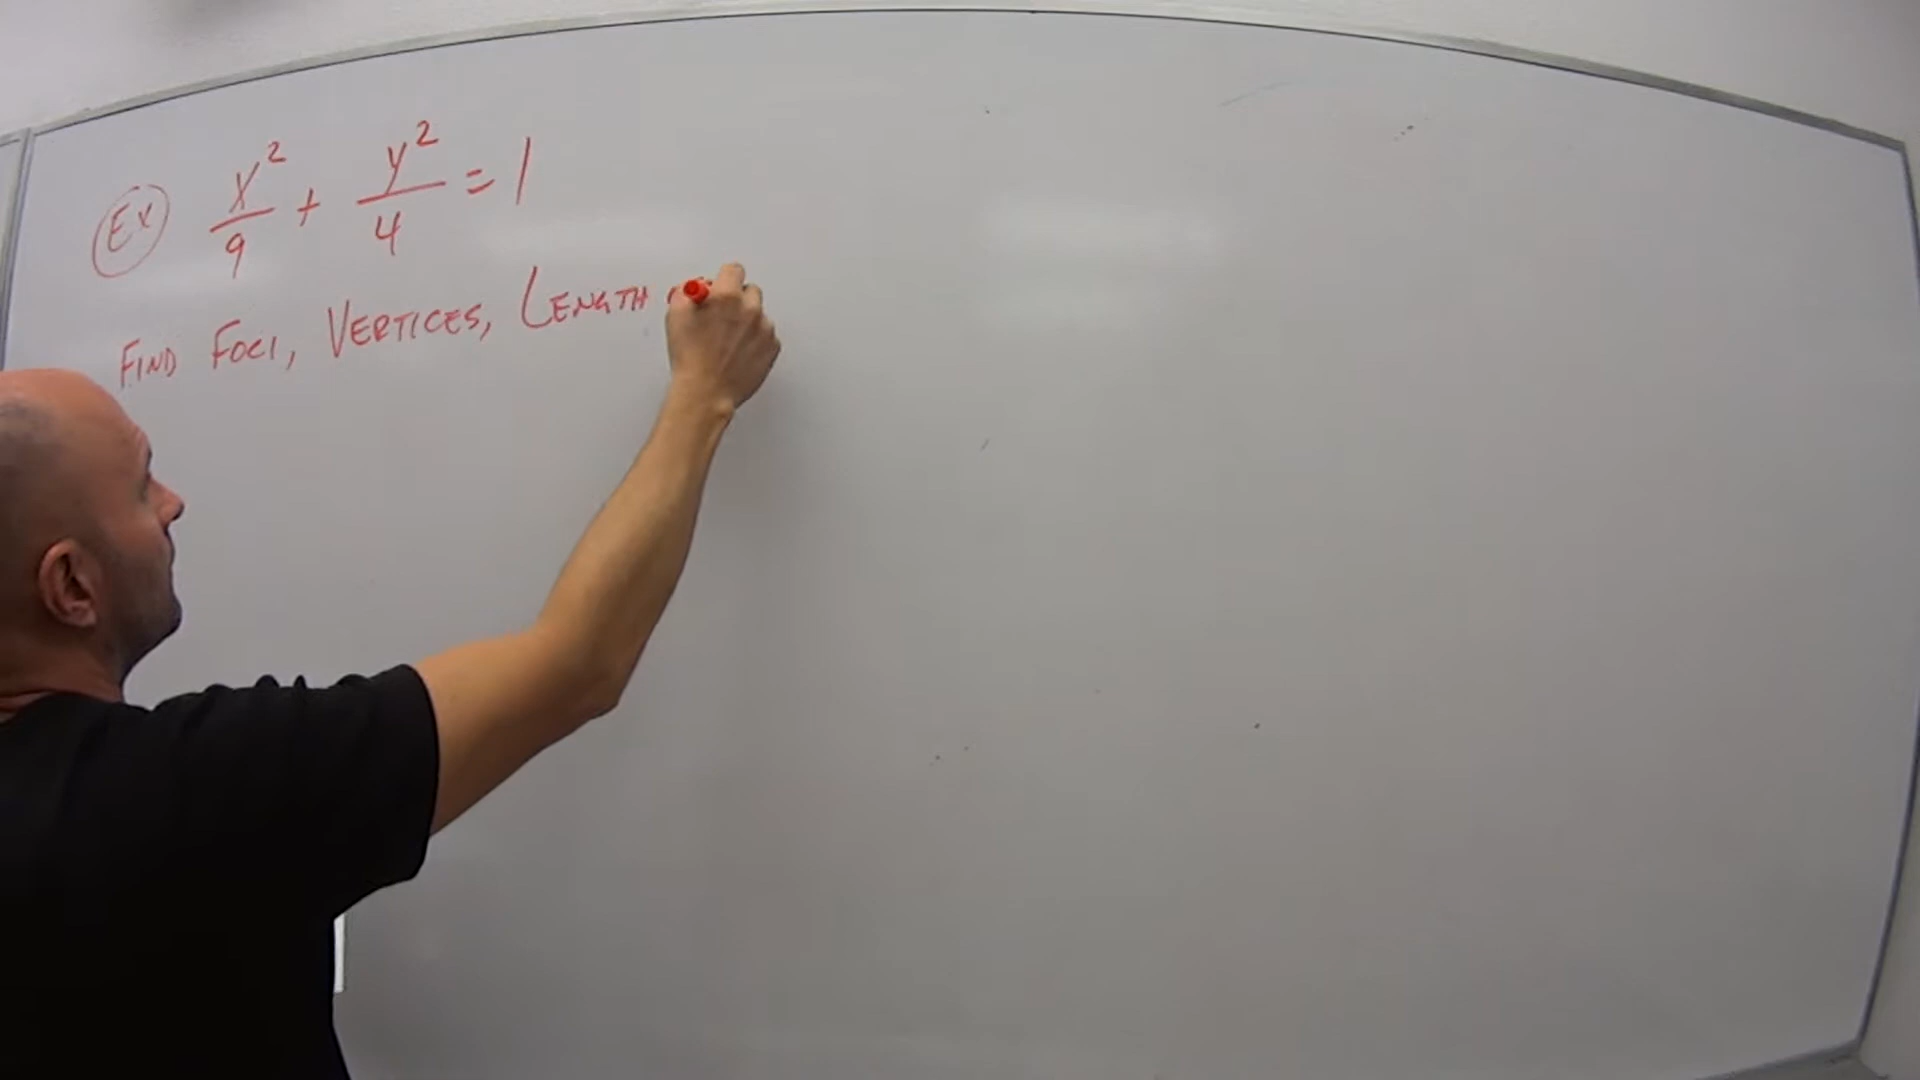 Ex x²/9 + y²/4 = 1
FIND FOCI, VERTICES, LENGTH